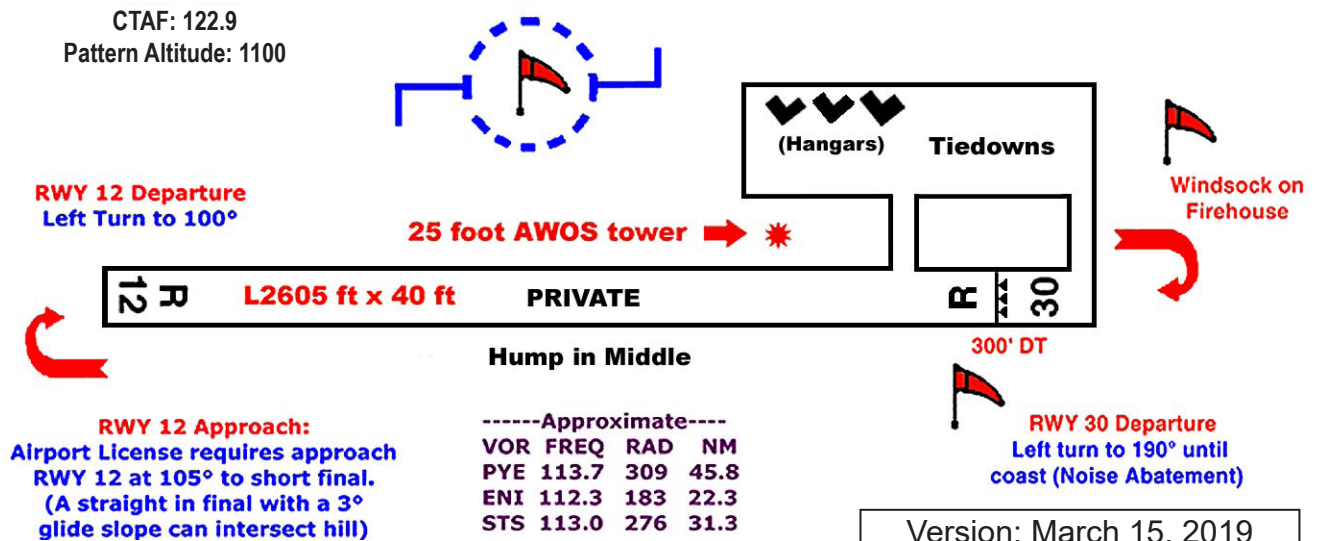 CTAF: 122.9
Pattern Altitude: 1100
(Hangars)
Tiedowns
Windsock on
Firehouse
RWY 12 Departure
Left Turn to 100°
25 foot AWOS tower
12
R
L2605 ft x 40 ft
PRIVATE
R
30
300' DT
Hump in Middle
RWY 12 Approach:
Airport License requires approach
RWY 12 at 105° to short final.
(A straight in final with a 3°
glide slope can intersect hill)
------Approximate----
VOR FREQ RAD NM
PYE 113.7 309 45.8
ENI 112.3 183 22.3
STS 113.0 276 31.3
RWY 30 Departure
Left turn to 190° until
coast (Noise Abatement)
Version: March 15, 2019